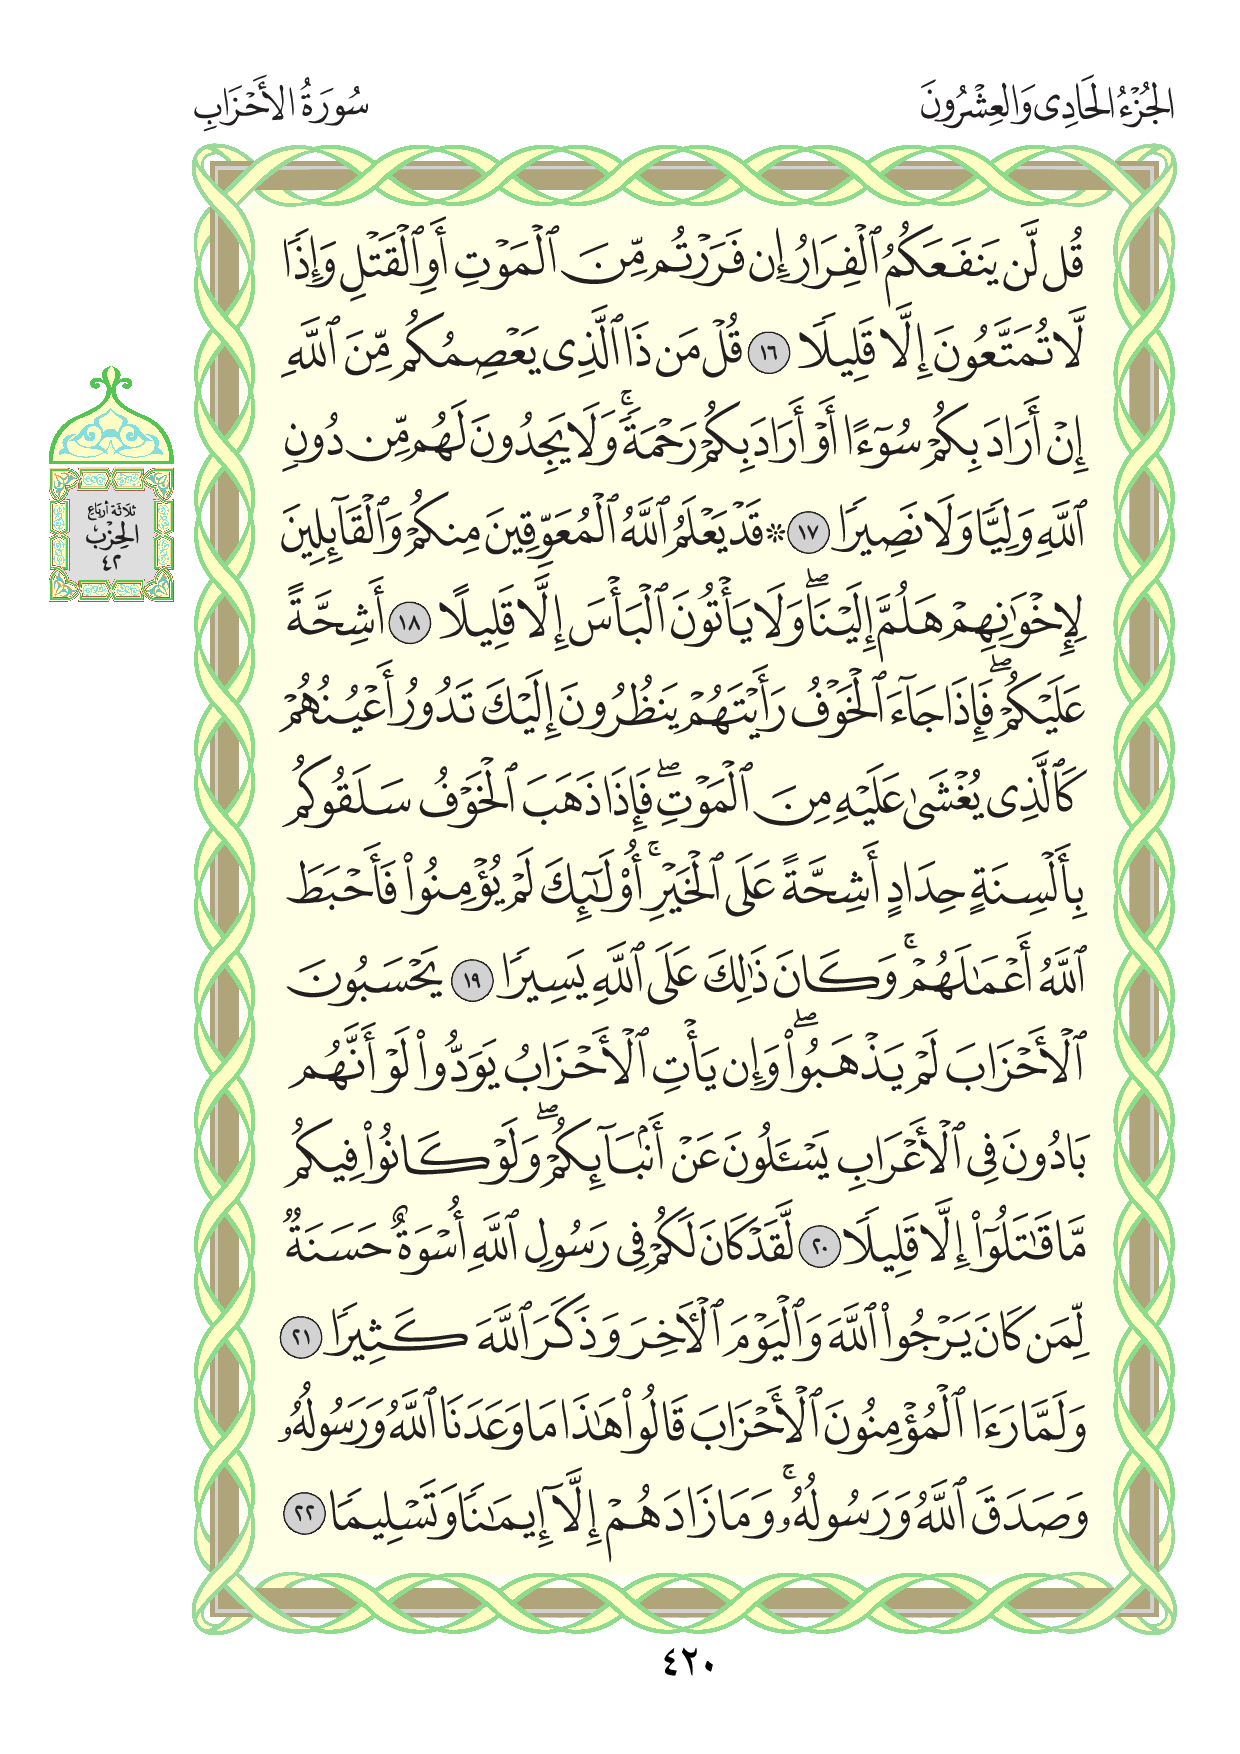 الجُزْءُ الحَادِى وَالعِشْرُونَ
سُورَةُ الأَحْزَابِ
قُل لَّن يَنفَعَكُمُ ٱلْفِرَارُ إِن فَرَرْتُم مِّنَ ٱلْمَوْتِ أَوِ ٱلْقَتْلِ وَإِذًا
لَّا تُمَتَّعُونَ إِلَّا قَلِيلًا ١٦ قُلْ مَن ذَا ٱلَّذِى يَعْصِمُكُم مِّنَ ٱللَّهِ
إِنْ أَرَادَ بِكُمْ سُوٓءًا أَوْ أَرَادَ بِكُمْ رَحْمَةًۚ وَلَا يَجِدُونَ لَهُم مِّن دُونِ
ٱللَّهِ وَلِيًّا وَلَا نَصِيرًا ١٧ ۞ قَدْ يَعْلَمُ ٱللَّهُ ٱلْمُعَوِّقِينَ مِنكُمْ وَٱلْقَآئِلِينَ
لِإِخْوَٰنِهِمْ هَلُمَّ إِلَيْنَاۖ وَلَا يَأْتُونَ ٱلْبَأْسَ إِلَّا قَلِيلًا ١٨ أَشِحَّةً
عَلَيْكُمْۖ فَإِذَا جَآءَ ٱلْخَوْفُ رَأَيْتَهُمْ يَنظُرُونَ إِلَيْكَ تَدُورُ أَعْيُنُهُمْ
كَٱلَّذِى يُغْشَىٰ عَلَيْهِ مِنَ ٱلْمَوْتِۖ فَإِذَا ذَهَبَ ٱلْخَوْفُ سَلَقُوكُم
بِأَلْسِنَةٍ حِدَادٍ أَشِحَّةً عَلَى ٱلْخَيْرِۚ أُو۟لَٰٓئِكَ لَمْ يُؤْمِنُوا۟ فَأَحْبَطَ
ٱللَّهُ أَعْمَٰلَهُمْۚ وَكَانَ ذَٰلِكَ عَلَى ٱللَّهِ يَسِيرًا ١٩ يَحْسَبُونَ
ٱلْأَحْزَابَ لَمْ يَذْهَبُوا۟ۖ وَإِن يَأْتِ ٱلْأَحْزَابُ يَوَدُّوا۟ لَوْ أَنَّهُم
بَادُونَ فِى ٱلْأَعْرَابِ يَسْـَٔلُونَ عَنْ أَنۢبَآئِكُمْۖ وَلَوْ كَانُوا۟ فِيكُم
مَّا قَٰتَلُوٓا۟ إِلَّا قَلِيلًا ٢٠ لَّقَدْ كَانَ لَكُمْ فِى رَسُولِ ٱللَّهِ أُسْوَةٌ حَسَنَةٌ
لِّمَن كَانَ يَرْجُوا۟ ٱللَّهَ وَٱلْيَوْمَ ٱلْـَٔاخِرَ وَذَكَرَ ٱللَّهَ كَثِيرًا ٢١
وَلَمَّا رَءَا ٱلْمُؤْمِنُونَ ٱلْأَحْزَابَ قَالُوا۟ هَٰذَا مَا وَعَدَنَا ٱللَّهُ وَرَسُولُهُۥ
وَصَدَقَ ٱللَّهُ وَرَسُولُهُۥۚ وَمَا زَادَهُمْ إِلَّآ إِيمَٰنًا وَتَسْلِيمًا ٢٢
ثلاثة أرباع
الحِزْب
٤٢
٤٢٠